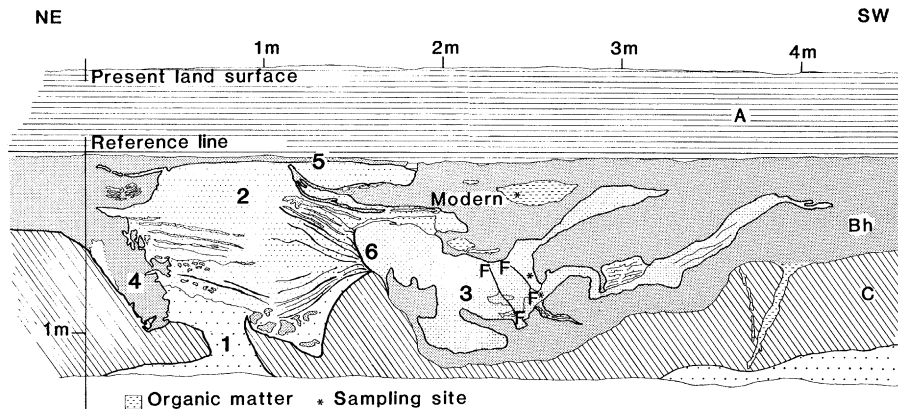 NE SW
1m 2m 3m 4m
Present land surface
A
Reference line
5
2
Modern *
Bh
6
F F *
4 3 F * C
F
1m
1
Organic matter * Sampling site